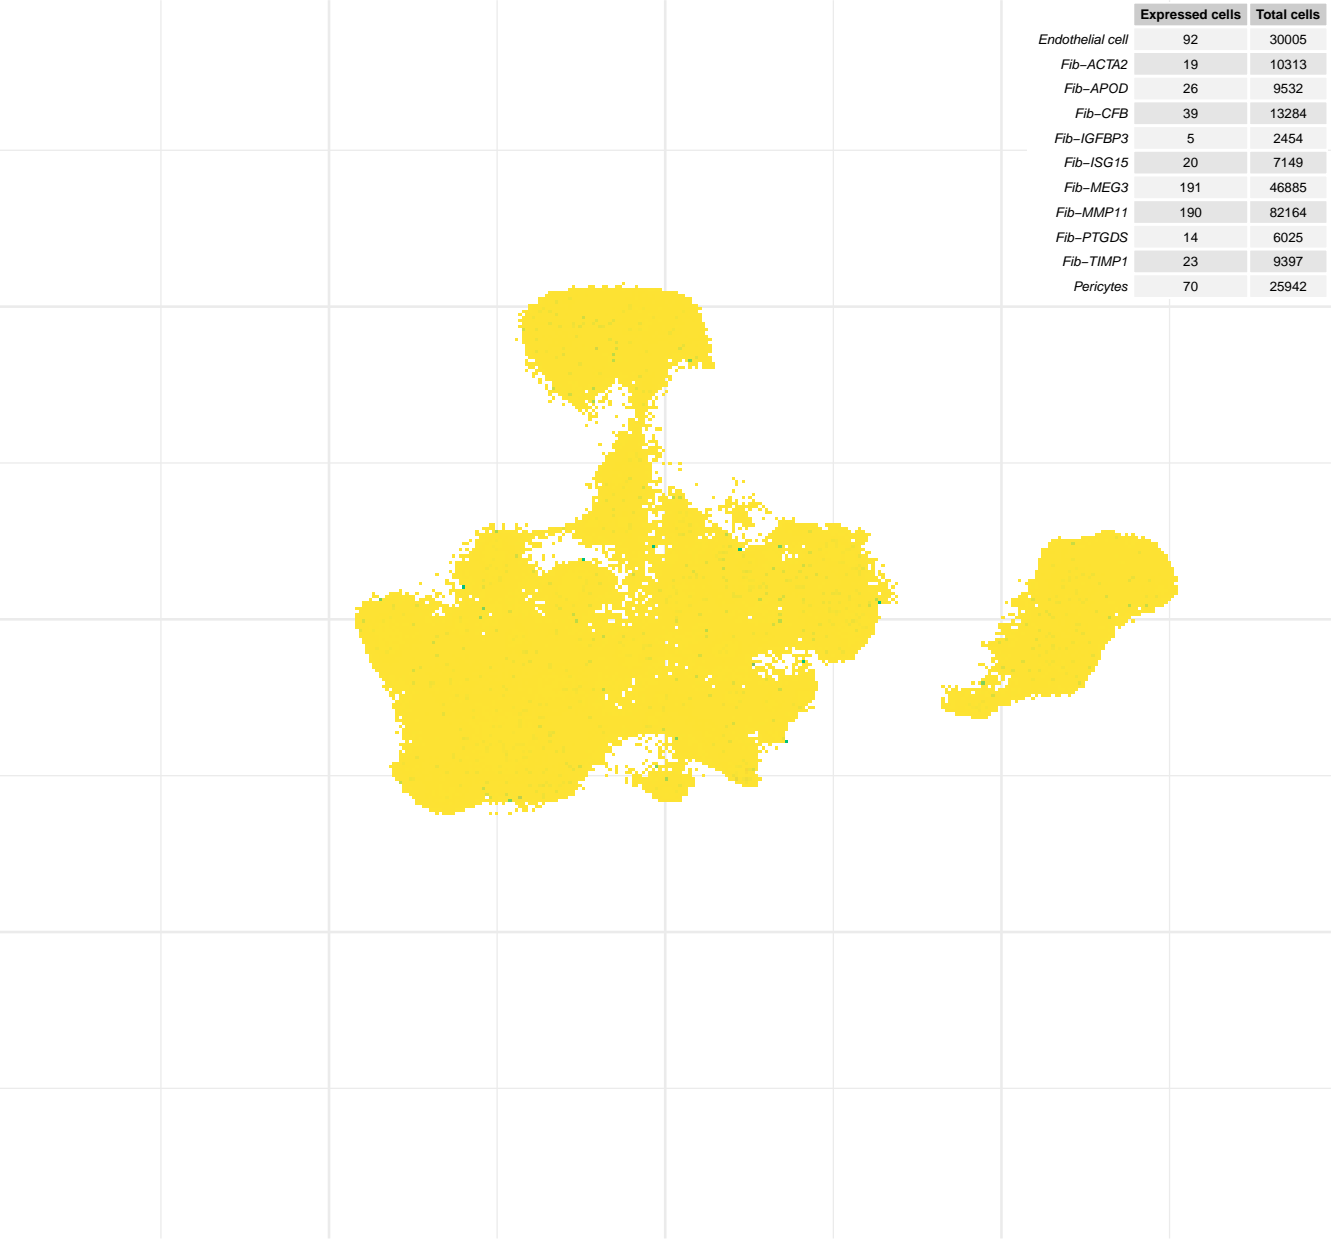 Expressed cells Total cells
Endothelial cell 92 30005
Fib−ACTA2 19 10313
Fib−APOD 26 9532
Fib−CFB 39 13284
Fib−IGFBP3 5 2454
Fib−ISG15 20 7149
Fib−MEG3 191 46885
Fib−MMP11 190 82164
Fib−PTGDS 14 6025
Fib−TIMP1 23 9397
Pericytes 70 25942